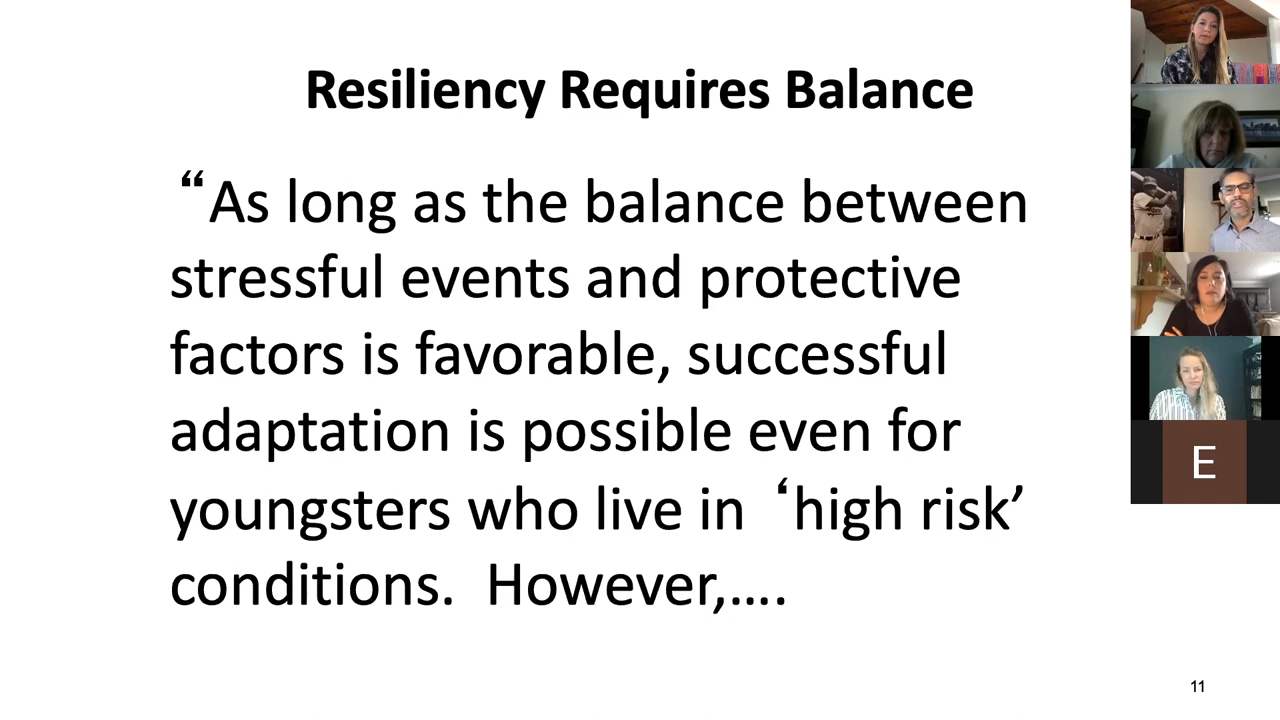 Resiliency Requires Balance
“As long as the balance between
stressful events and protective
factors is favorable, successful
adaptation is possible even for
youngsters who live in ‘high risk’
conditions. However,….
E
11